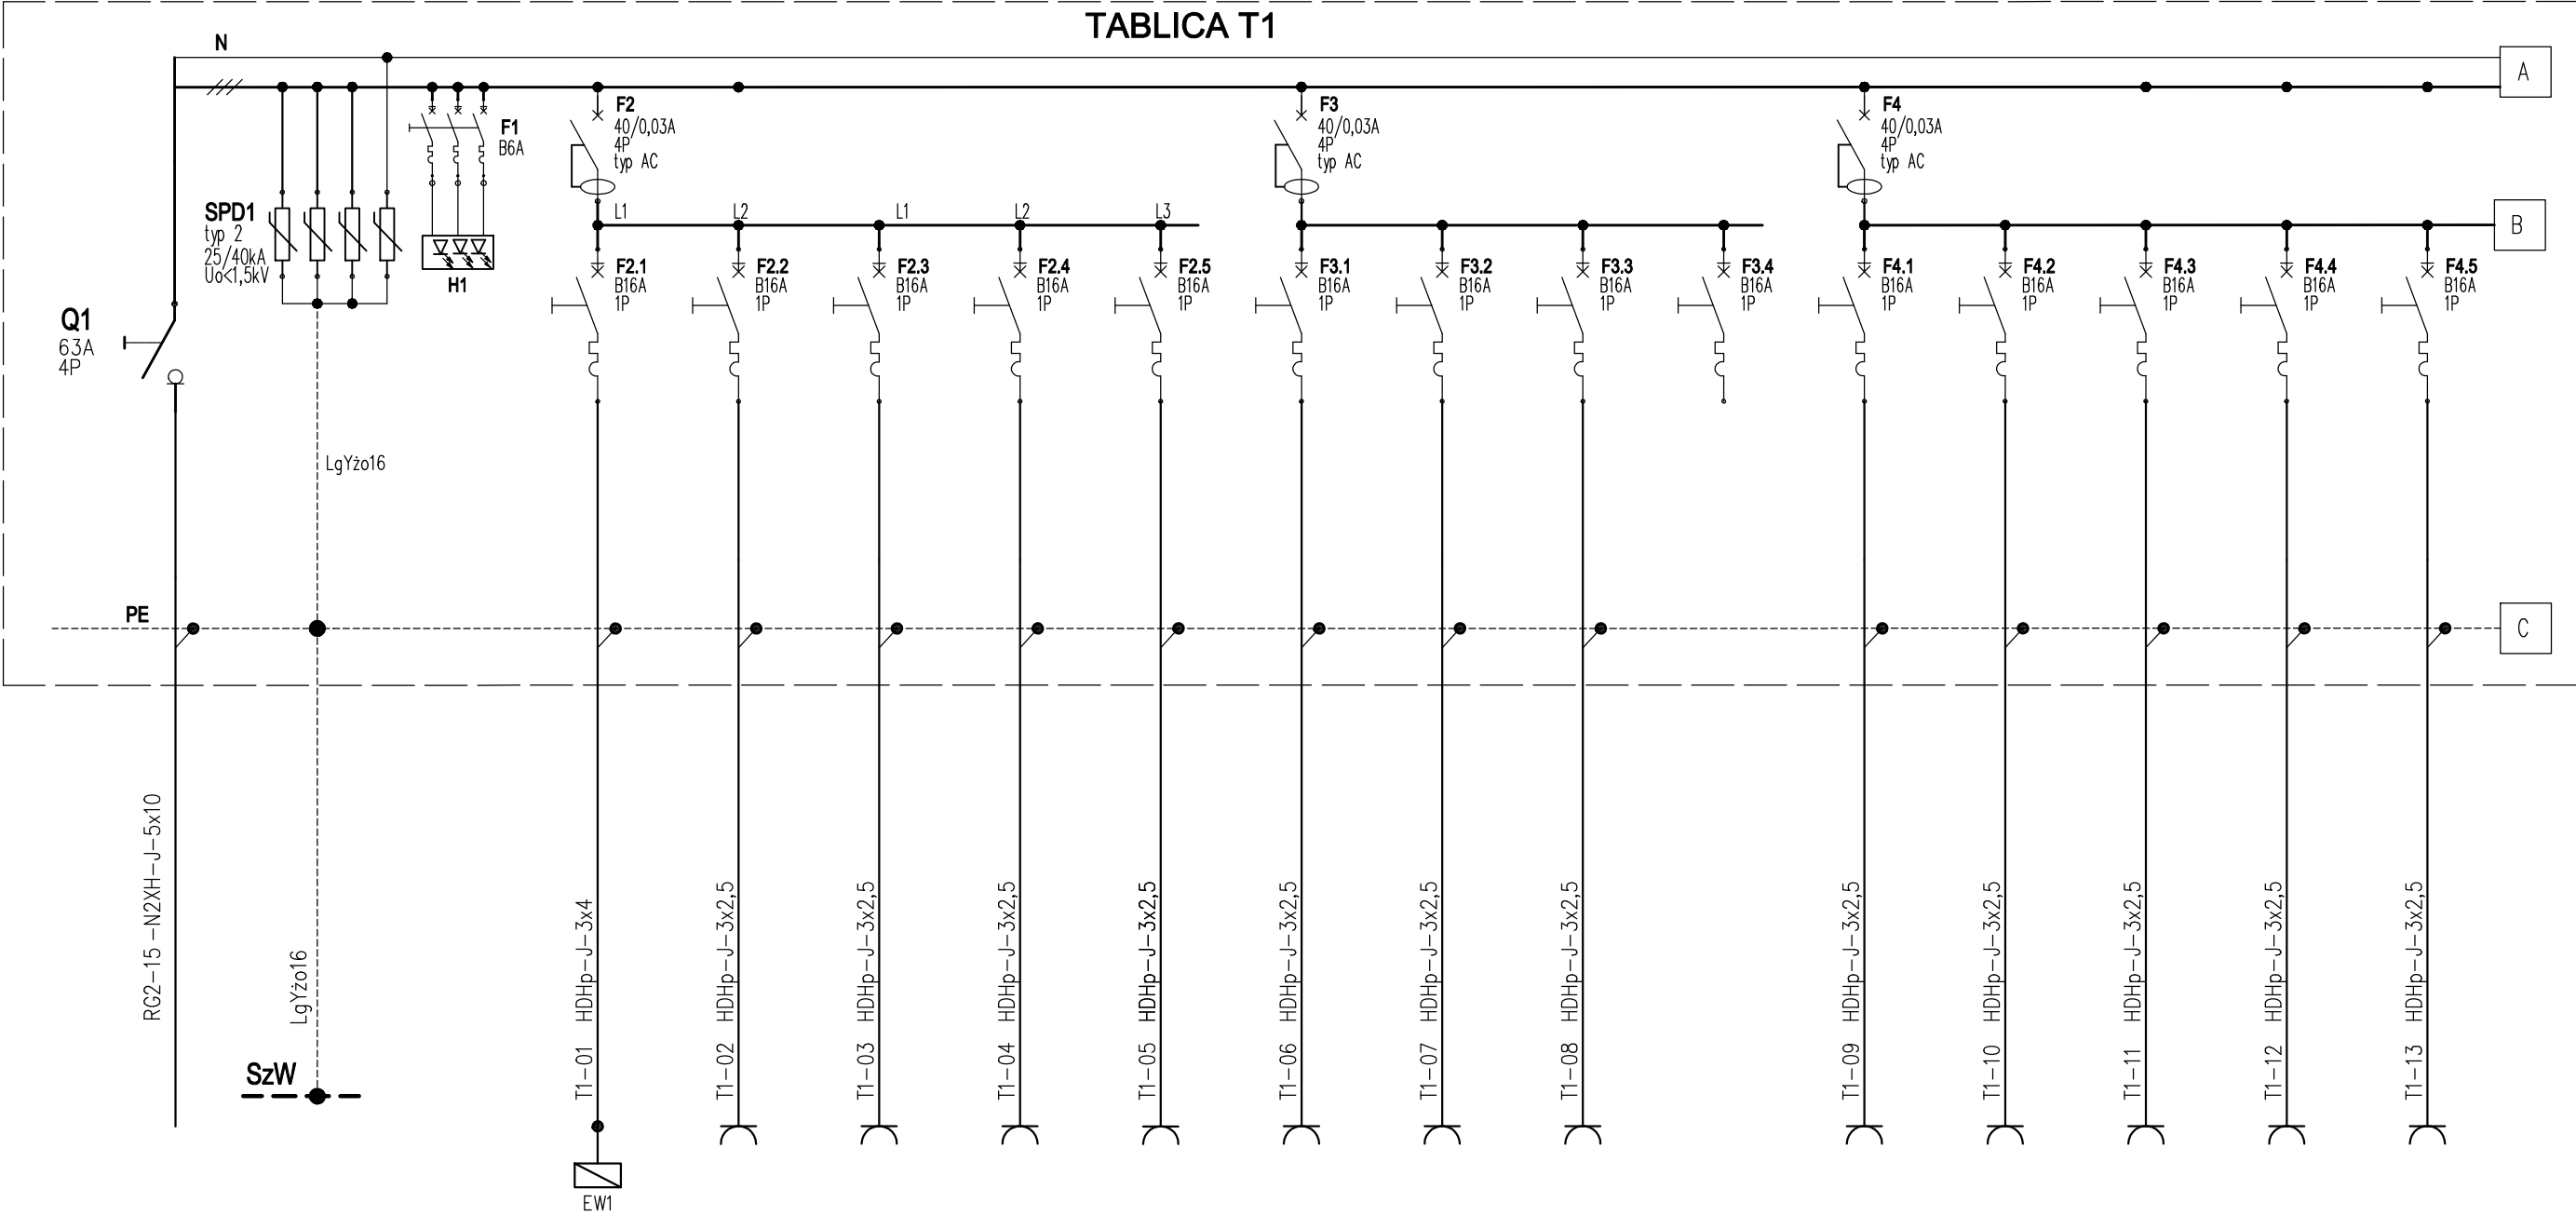 TABLICA T1
N
A
F2
40/0,03A
4P
typ AC
F3
40/0,03A
4P
typ AC
F4
40/0,03A
4P
typ AC
F1
B6A
SPD1
typ 2
25/40kA
Uo<1,5kV
H1
L1
L2
L1
L2
L3
B
F2.1
B16A
1P
F2.2
B16A
1P
F2.3
B16A
1P
F2.4
B16A
1P
F2.5
B16A
1P
F3.1
B16A
1P
F3.2
B16A
1P
F3.3
B16A
1P
F3.4
B16A
1P
F4.1
B16A
1P
F4.2
B16A
1P
F4.3
B16A
1P
F4.4
B16A
1P
F4.5
B16A
1P
Q1
63A
4P
LgYżo16
PE
C
RG2-15 -N2XH-J-5x10
LgYżo16
SzW
T1-01 HDHp-J-3x4
T1-02 HDHp-J-3x2,5
T1-03 HDHp-J-3x2,5
T1-04 HDHp-J-3x2,5
T1-05 HDHp-J-3x2,5
T1-06 HDHp-J-3x2,5
T1-07 HDHp-J-3x2,5
T1-08 HDHp-J-3x2,5
T1-09 HDHp-J-3x2,5
T1-10 HDHp-J-3x2,5
T1-11 HDHp-J-3x2,5
T1-12 HDHp-J-3x2,5
T1-13 HDHp-J-3x2,5
EW1